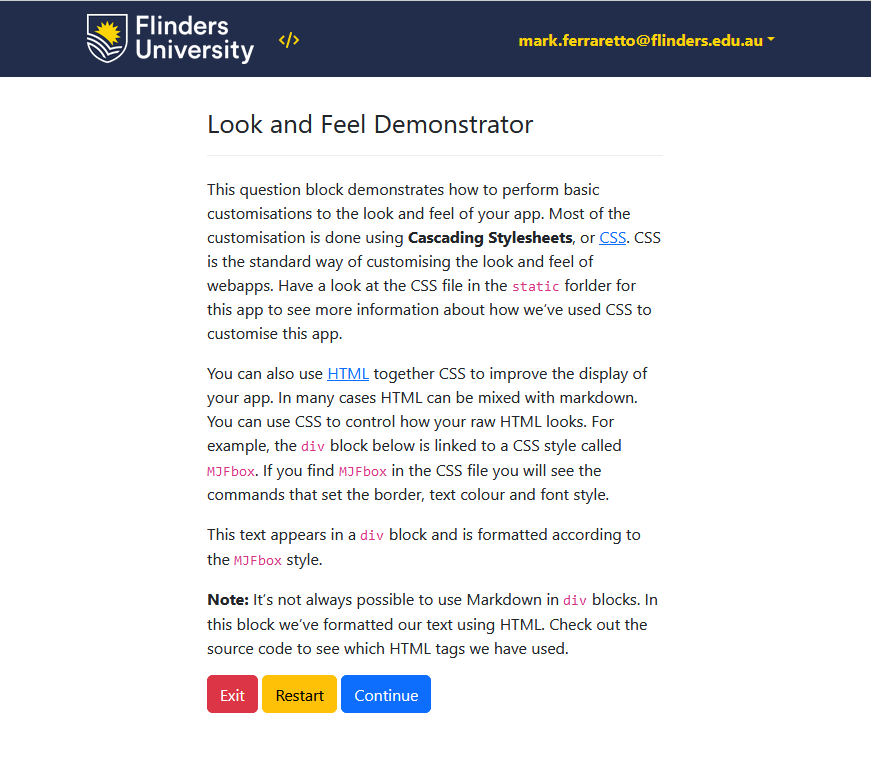 Flinders
University
</>
mark.ferraretto@flinders.edu.au
Look and Feel Demonstrator
This question block demonstrates how to perform basic
customisations to the look and feel of your app. Most of the
customisation is done using Cascading Stylesheets, or CSS. CSS
is the standard way of customising the look and feel of
webapps. Have a look at the CSS file in the static forlder for
this app to see more information about how we've used CSS to
customise this app.
You can also use HTML together CSS to improve the display of
your app. In many cases HTML can be mixed with markdown.
You can use CSS to control how your raw HTML looks. For
example, the div block below is linked to a CSS style called
MJFbox. If you find MJFbox in the CSS file you will see the
commands that set the border, text colour and font style.
This text appears in a div block and is formatted according to
the MJFbox style.
Note: It's not always possible to use Markdown in div blocks. In
this block we've formatted our text using HTML. Check out the
source code to see which HTML tags we have used.
Exit Restart Continue